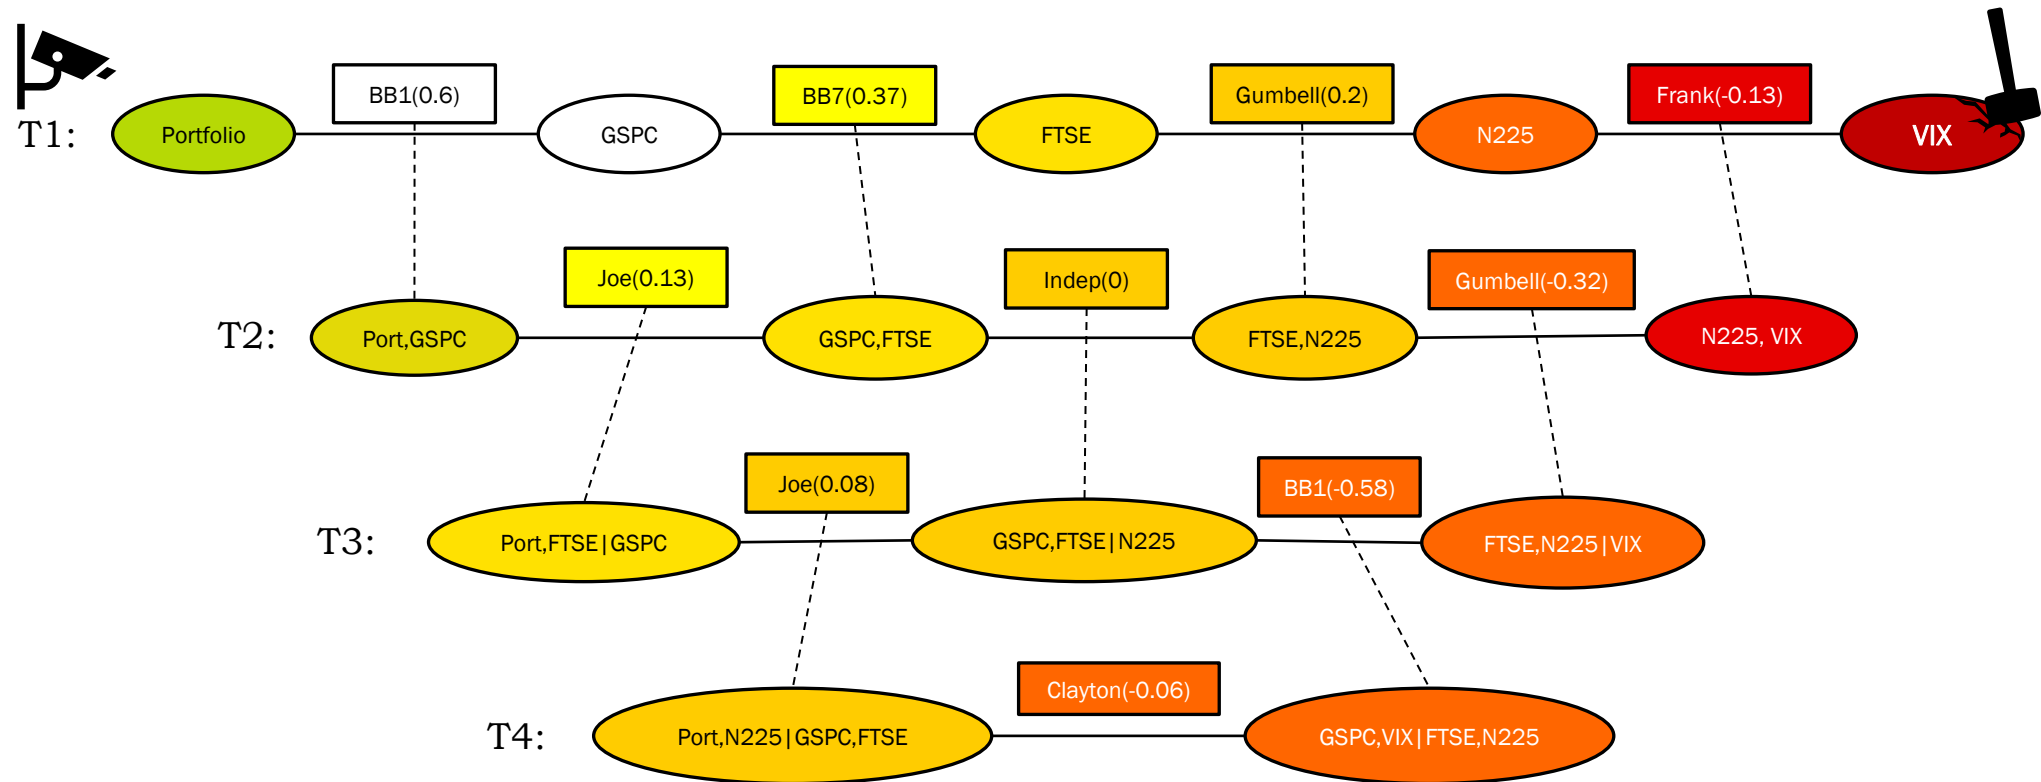 BB1(0.6)
BB7(0.37)
Gumbell(0.2)
Frank(-0.13)
T1:
Portfolio
GSPC
FTSE
N225
VIX
Joe(0.13)
Indep(0)
Gumbell(-0.32)
T2:
Port,GSPC
GSPC,FTSE
FTSE,N225
N225, VIX
Joe(0.08)
BB1(-0.58)
T3:
Port,FTSE|GSPC
GSPC,FTSE|N225
FTSE,N225|VIX
Clayton(-0.06)
T4:
Port,N225|GSPC,FTSE
GSPC,VIX|FTSE,N225